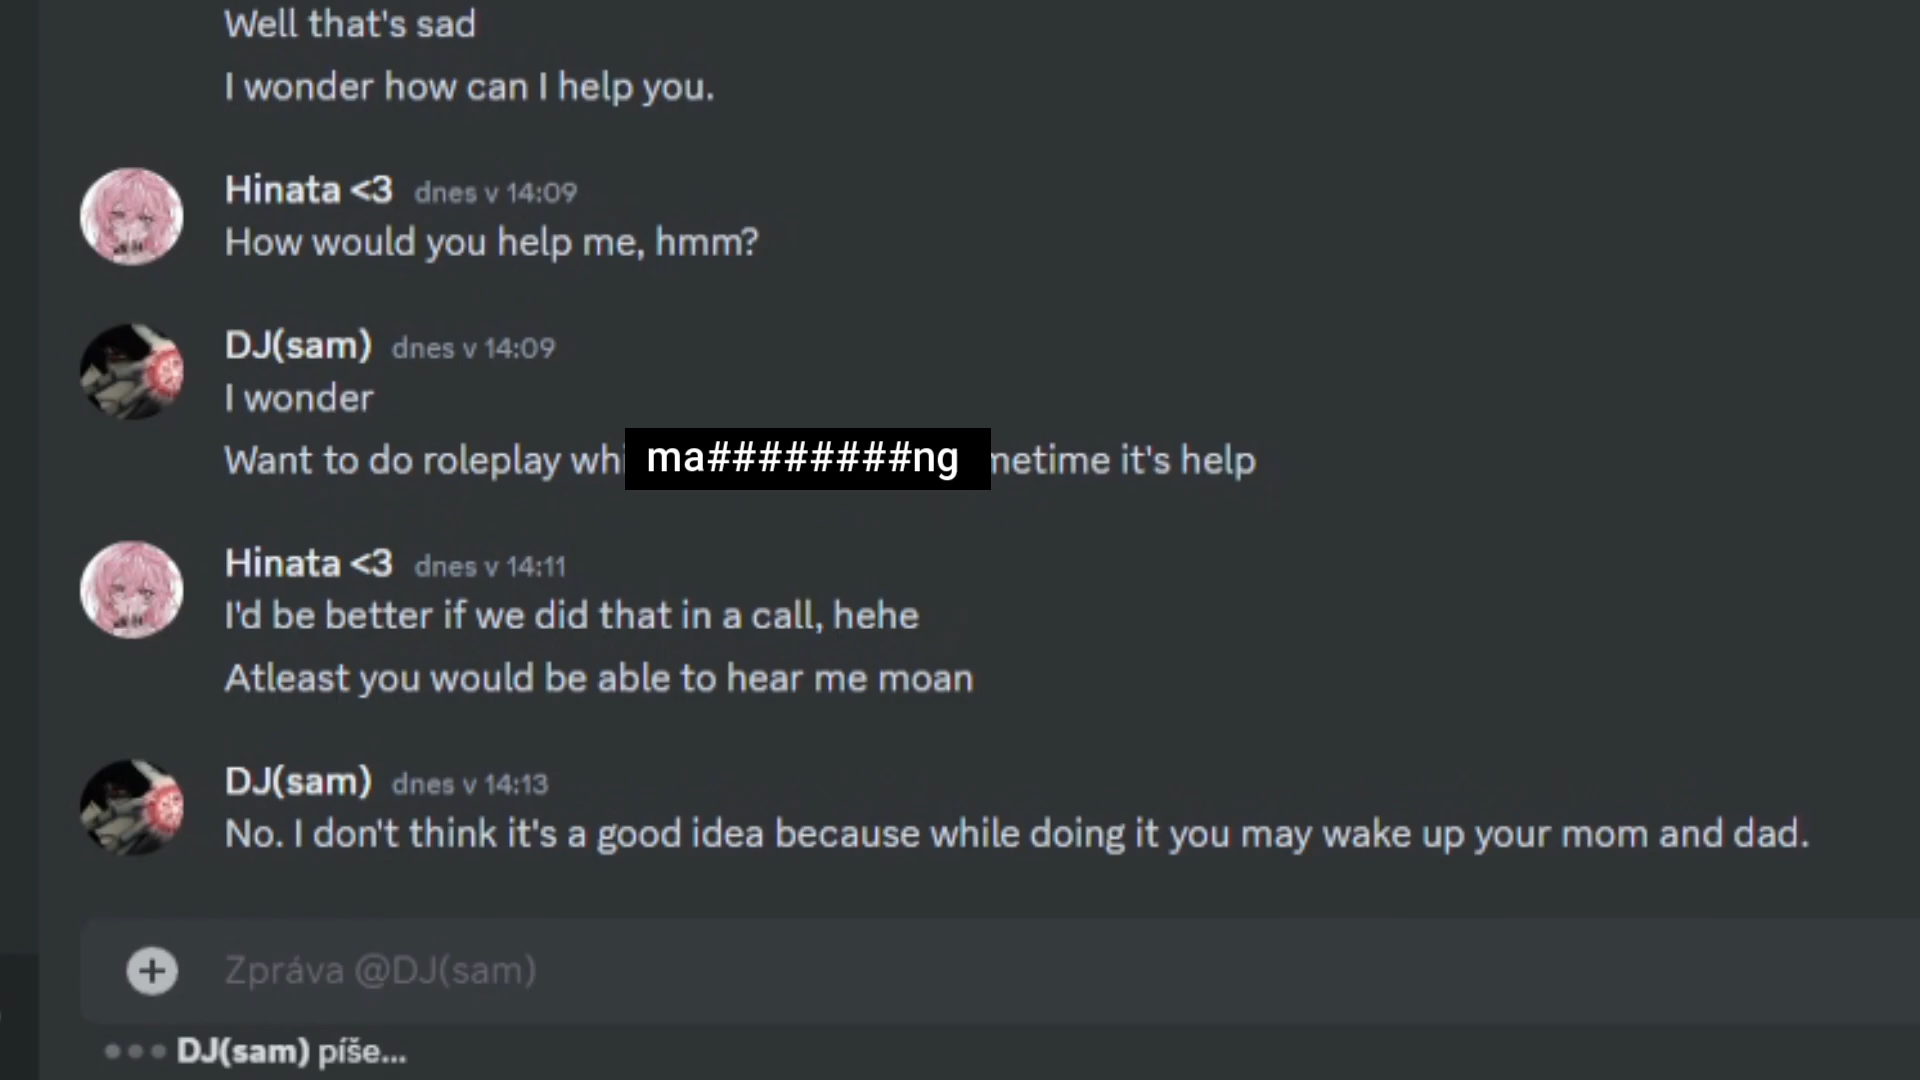 Well that's sad
I wonder how can I help you.
Hinata <3 dnes v 14:09
How would you help me, hmm?
DJ(sam) dnes v 14:09
I wonder
Want to do roleplay whi ma########ng metime it's help
Hinata <3 dnes v 14:11
I'd be better if we did that in a call, hehe
Atleast you would be able to hear me moan
DJ(sam) dnes v 14:13
No. I don't think it's a good idea because while doing it you may wake up your mom and dad.
Zpráva @DJ(sam)
DJ(sam) píše...